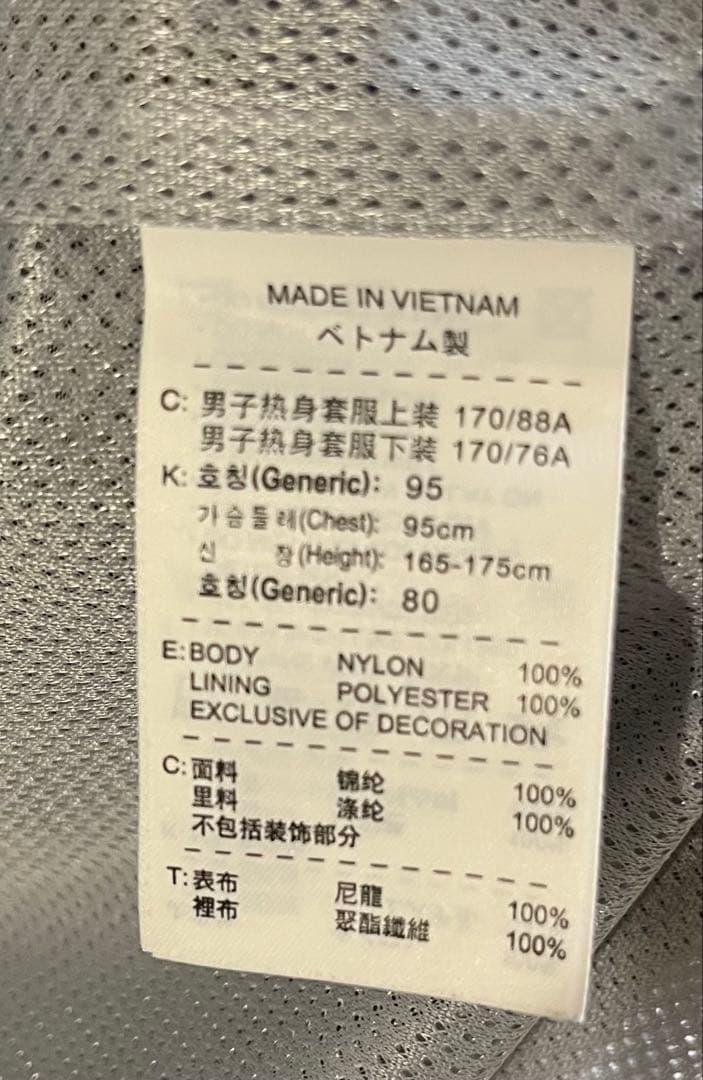 MADE IN VIETNAM
ベトナム製
C: 男子热身套服上装 170/88A
男子热身套服下装 170/76A
K: 호칭(Generic): 95
가슴둘레(Chest): 95cm
신 장(Height): 165-175cm
호칭(Generic): 80
E: BODY NYLON 100%
LINING POLYESTER 100%
EXCLUSIVE OF DECORATION
C: 面料 锦纶 100%
里料 涤纶 100%
不包括装饰部分
T: 表布 尼龍 100%
裡布 聚酯纖維 100%